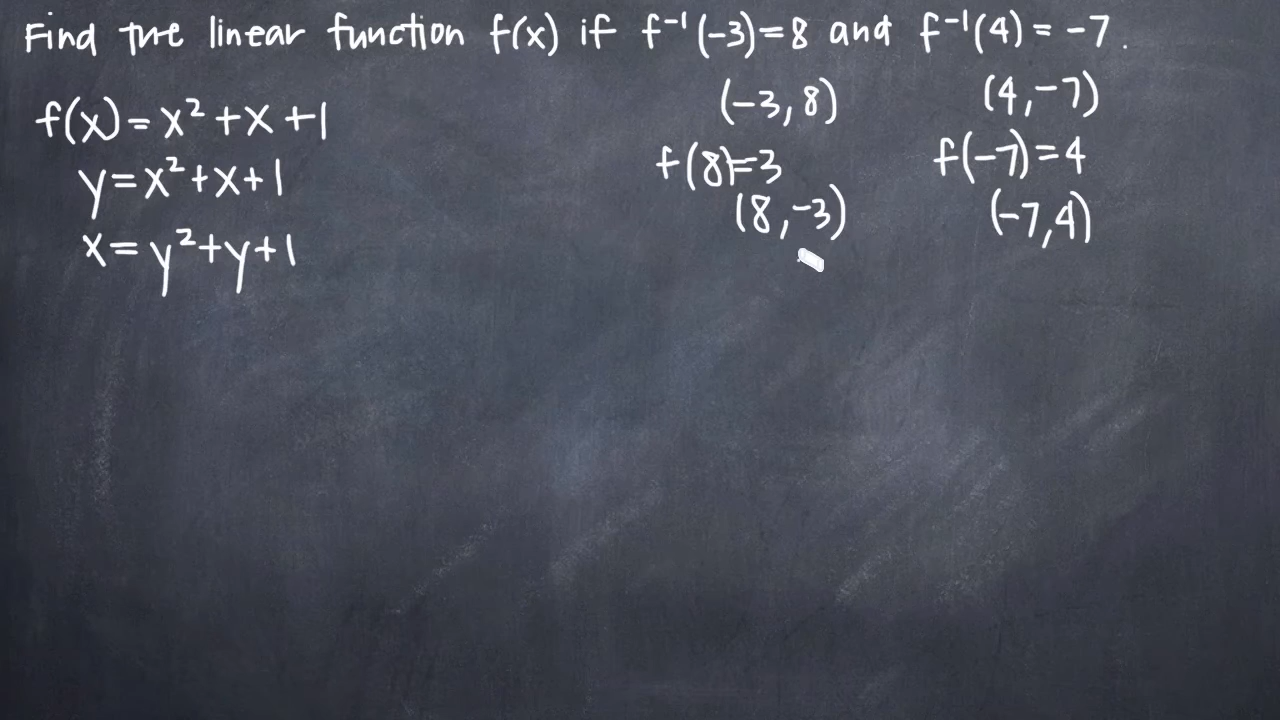 Find the linear function f(x) if f⁻¹(-3)=8 and f⁻¹(4)=-7.
f(x)=x²+x+1
y=x²+x+1
x=y²+y+1
(-3,8)
f(8)=3
(8,-3)
(4,-7)
f(-7)=4
(-7,4)